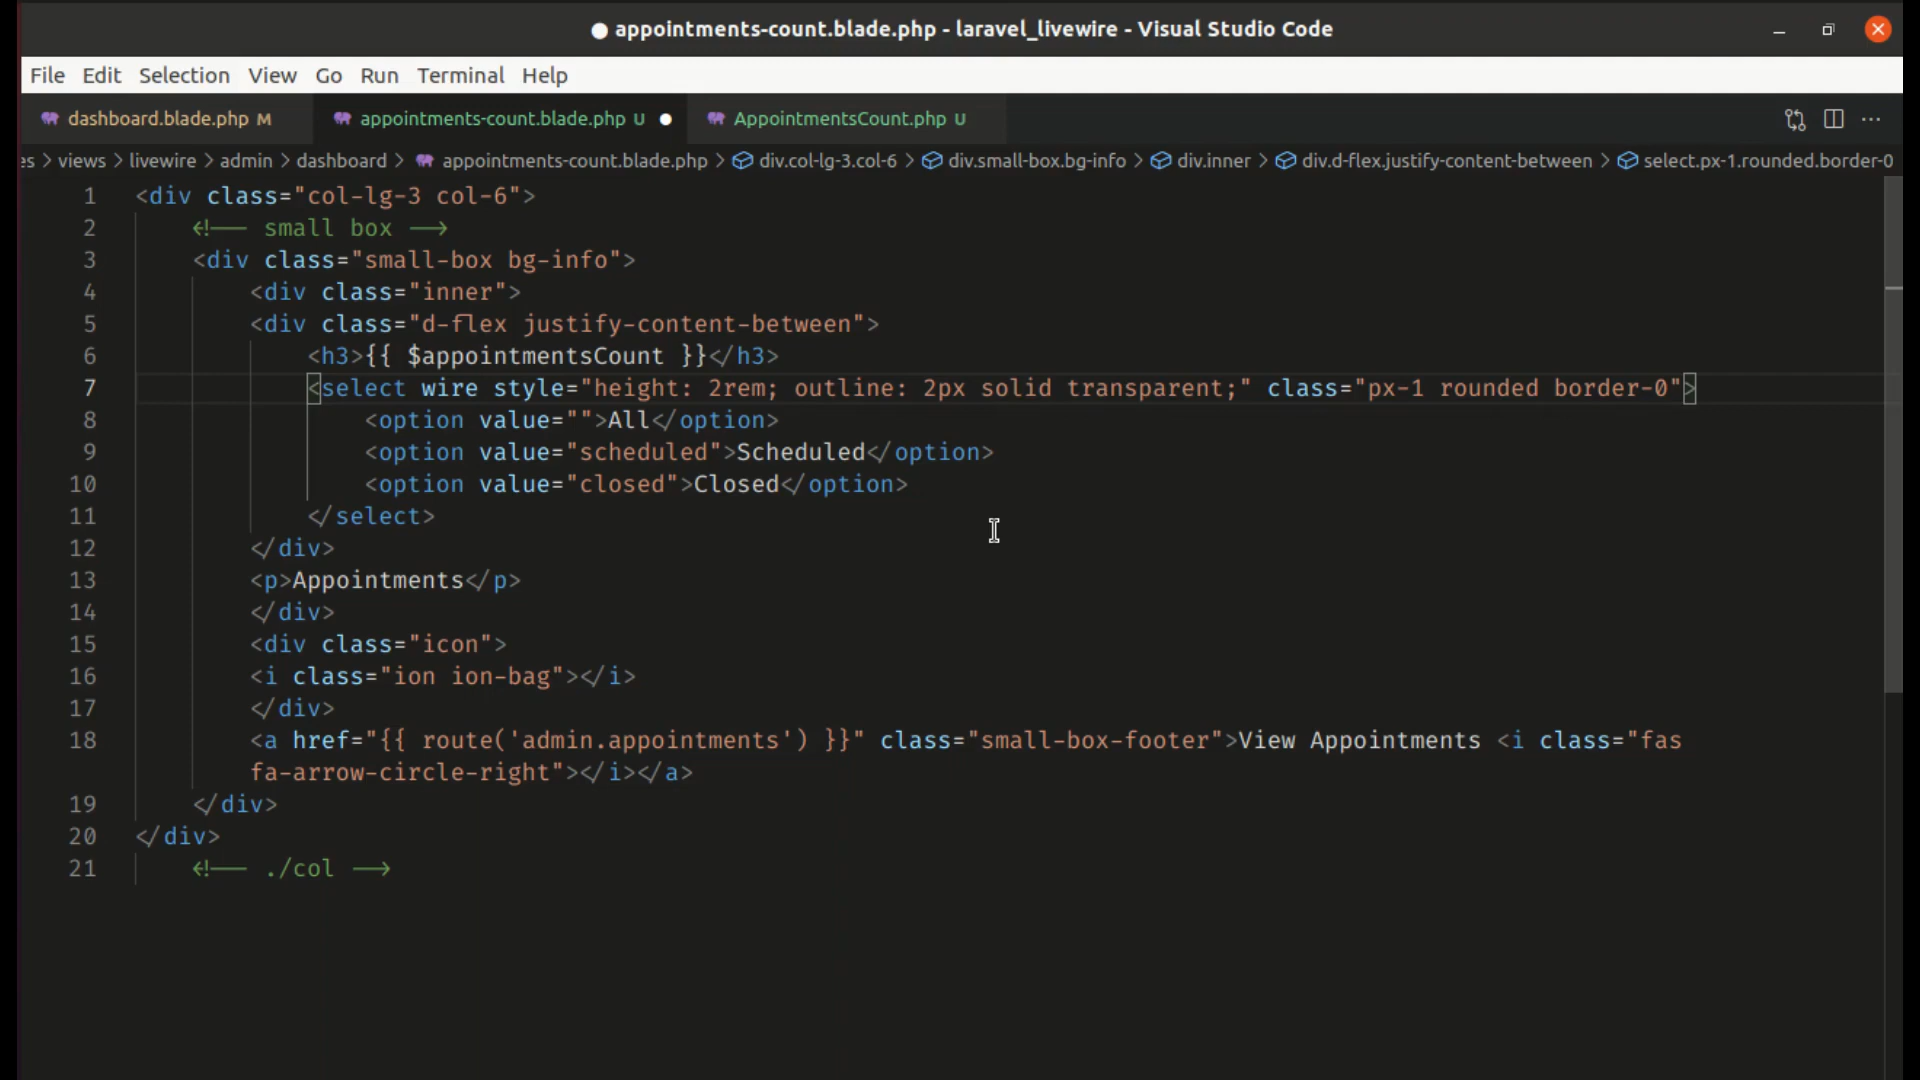 appointments-count.blade.php - laravel_livewire - Visual Studio Code
File Edit Selection View Go Run Terminal Help
dashboard.blade.php M appointments-count.blade.php U AppointmentsCount.php U
es > views > livewire > admin > dashboard > appointments-count.blade.php > div.col-lg-3.col-6 > div.small-box.bg-info > div.inner > div.d-flex.justify-content-between > select.px-1.rounded.border-0
1 <div class="col-lg-3 col-6">
2 <!-- small box -->
3 <div class="small-box bg-info">
4 <div class="inner">
5 <div class="d-flex justify-content-between">
6 <h3>{{ $appointmentsCount }}</h3>
7 <select wire style="height: 2rem; outline: 2px solid transparent;" class="px-1 rounded border-0">
8 <option value="">All</option>
9 <option value="scheduled">Scheduled</option>
10 <option value="closed">Closed</option>
11 </select>
12 </div>
13 <p>Appointments</p>
14 </div>
15 <div class="icon">
16 <i class="ion ion-bag"></i>
17 </div>
18 <a href="{{ route('admin.appointments') }}" class="small-box-footer">View Appointments <i class="fas
fa-arrow-circle-right"></i></a>
19 </div>
20 </div>
21 <!-- ./col -->